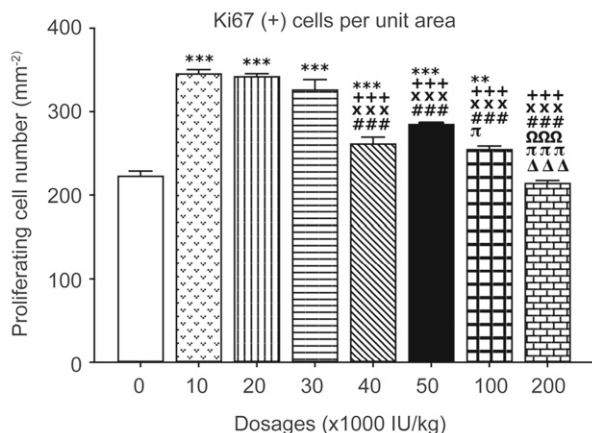 Ki67 (+) cells per unit area
Proliferating cell number (mm⁻²)
400
300
200
100
0
***
***
***
***
+++
xxx
###
***
+++
xxx
###
**
+++
xxx
###
π
+++
xxx
###
ΩΩΩ
πππ
ΔΔΔ
0 10 20 30 40 50 100 200
Dosages (x1000 IU/kg)